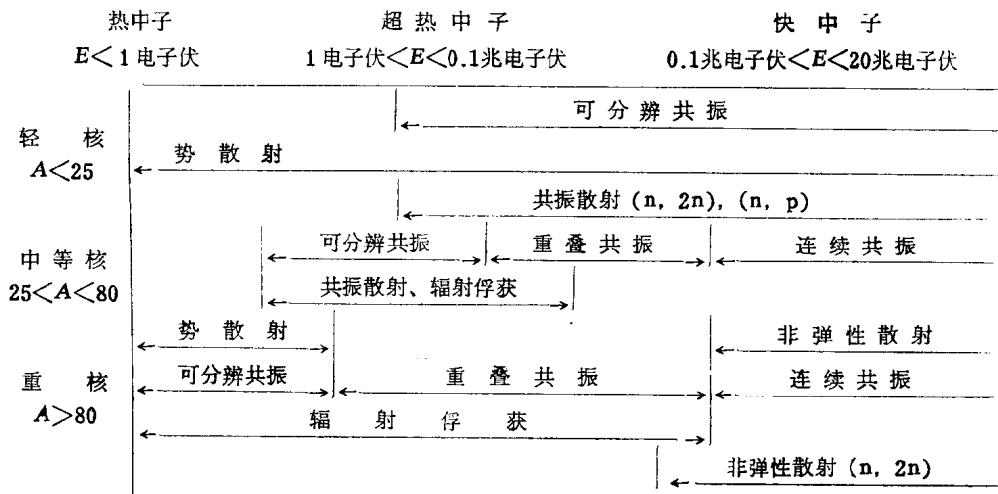 热中子 超热中子 快中子
E<1电子伏 1电子伏<E<0.1兆电子伏 0.1兆电子伏<E<20兆电子伏
可分辨共振
轻核
势散射
A<25
共振散射(n, 2n), (n, p)
可分辨共振 重叠共振 连续共振
中等核
共振散射、辐射俘获
25<A<80
势散射 非弹性散射
可分辨共振 重叠共振 连续共振
重核
A>80
辐射俘获
非弹性散射(n, 2n)